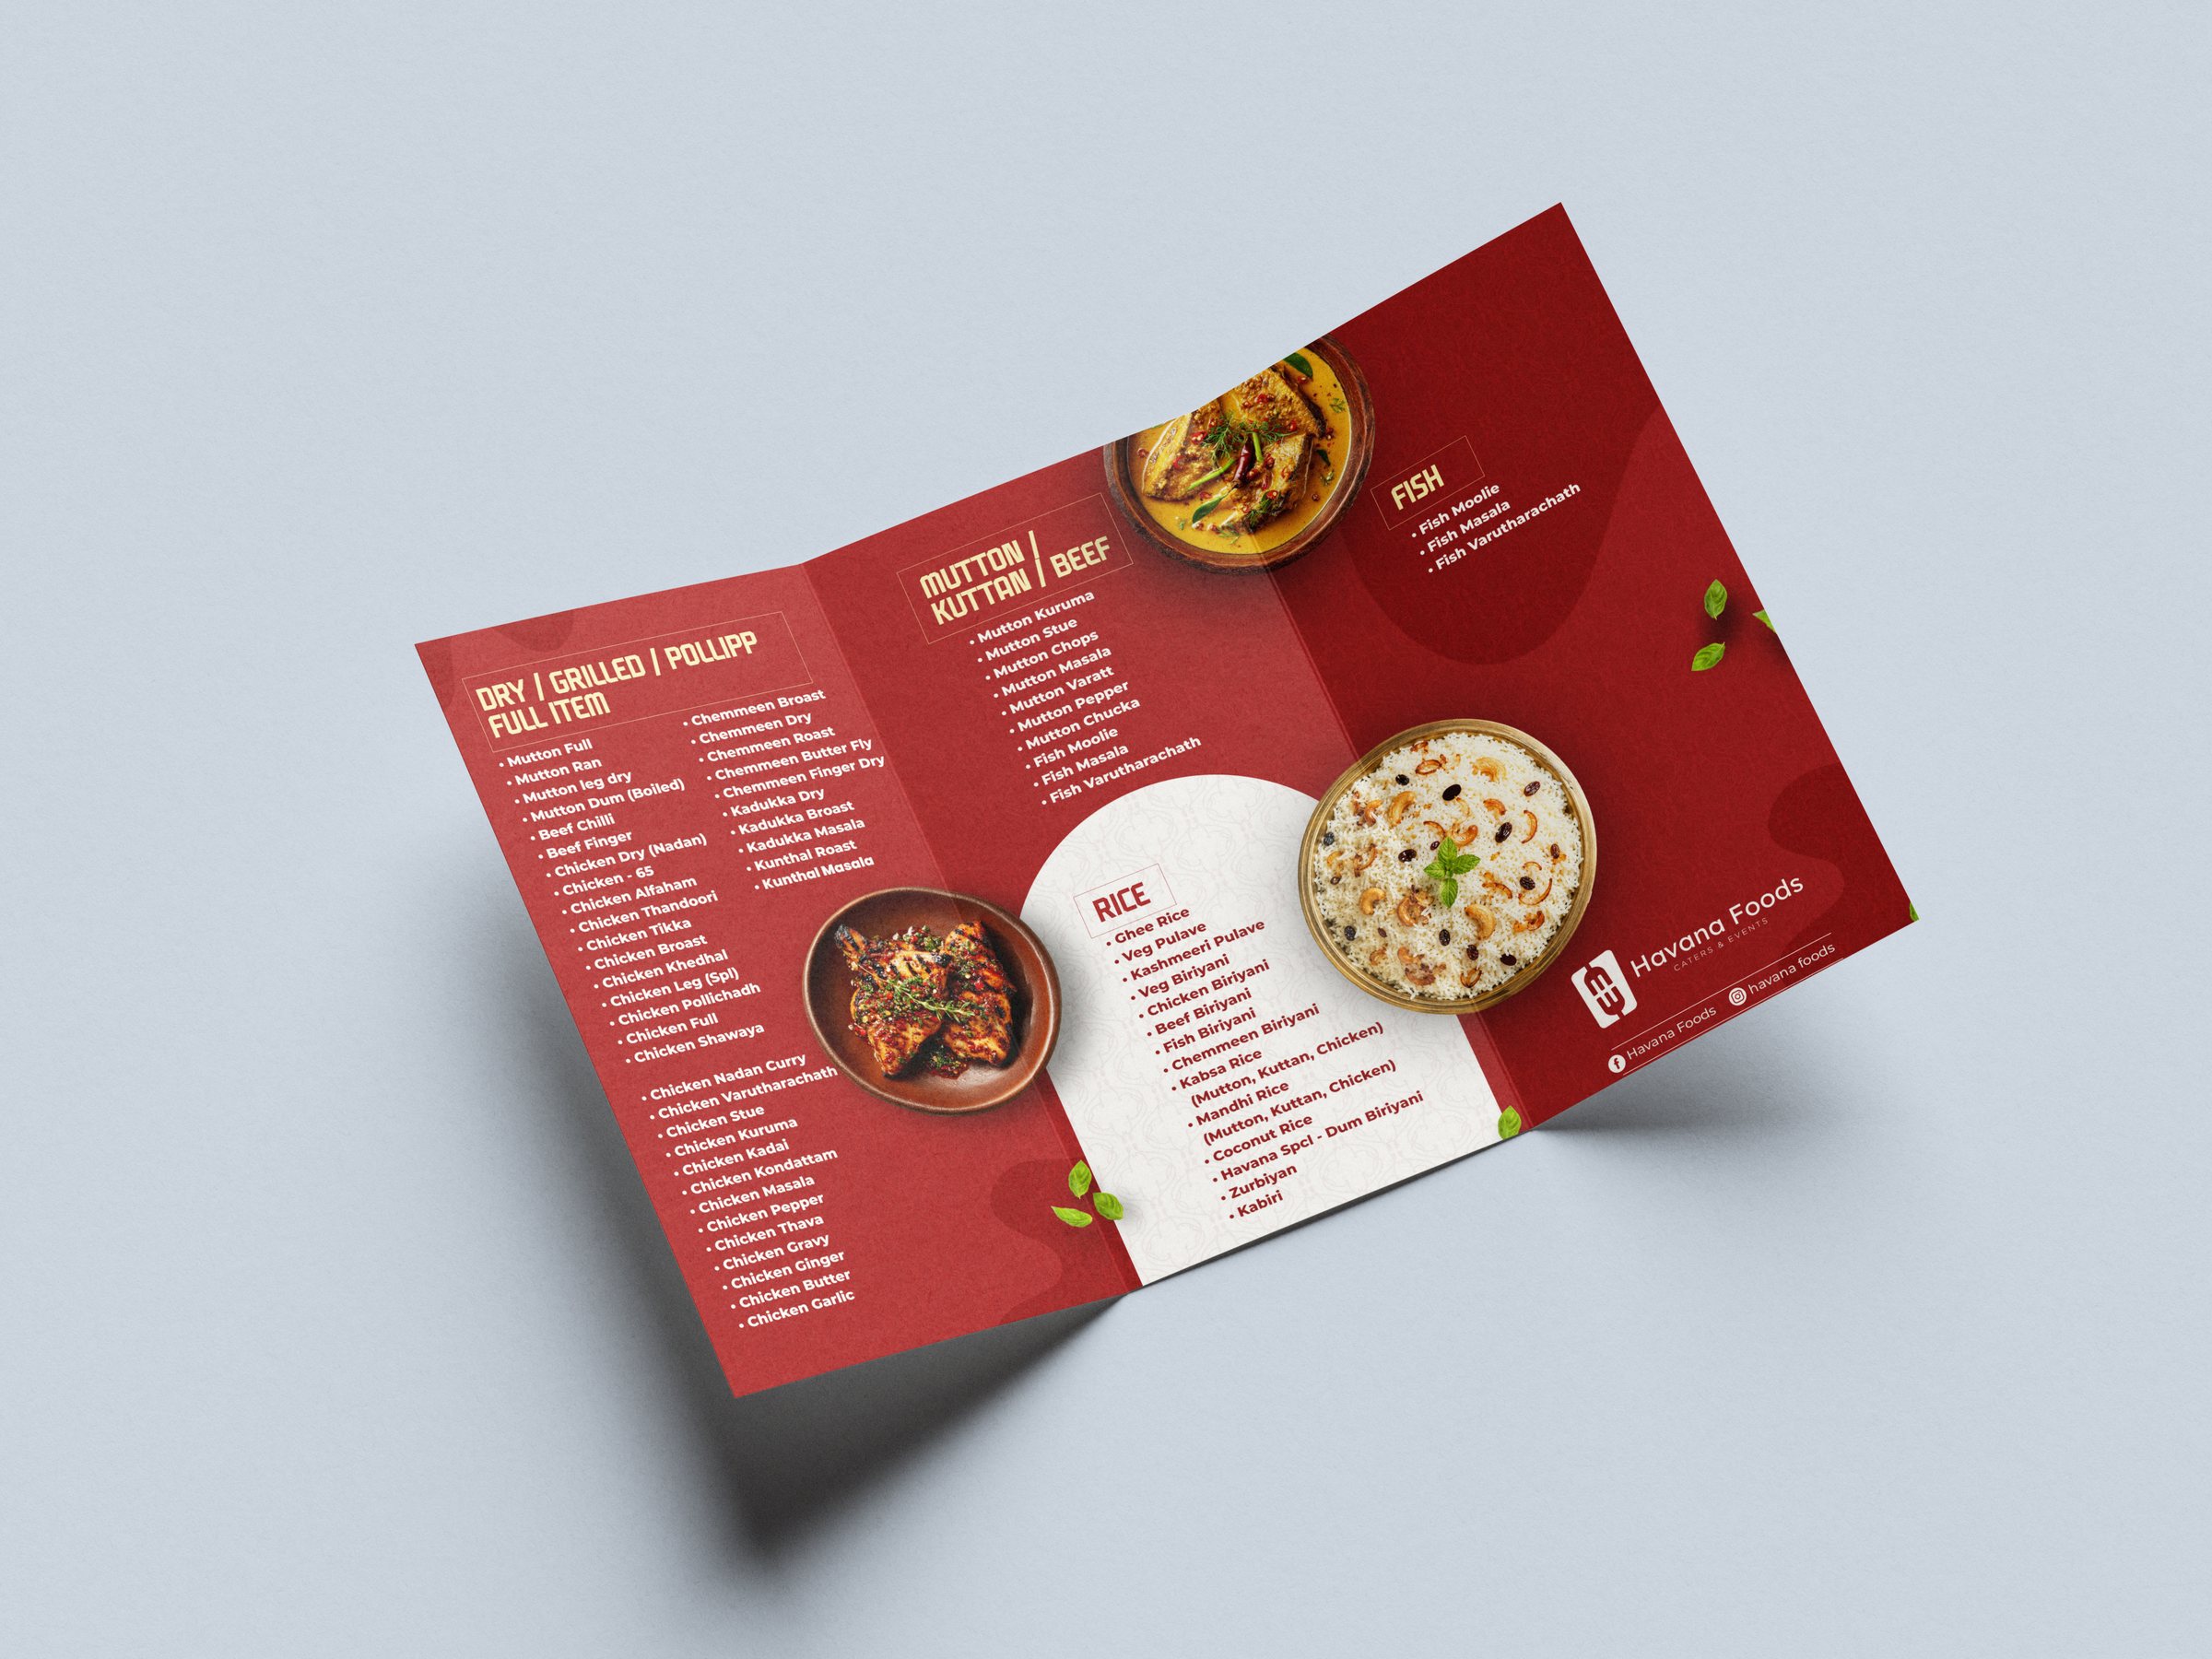 DRY / GRILLED / POLLIPP
FULL ITEM
• Mutton Full
• Mutton Ran
• Mutton leg dry
• Mutton Dum (Boiled)
• Beef Chilli
• Beef Finger
• Chicken Dry (Nadan)
• Chicken - 65
• Chicken Alfaham
• Chicken Thandoori
• Chicken Tikka
• Chicken Broast
• Chicken Khedhal
• Chicken Leg (Spl)
• Chicken Pollichadh
• Chicken Full
• Chicken Shawaya
• Chicken Nadan Curry
• Chicken Varutharachath
• Chicken Stue
• Chicken Kuruma
• Chicken Kadai
• Chicken Kondattam
• Chicken Masala
• Chicken Pepper
• Chicken Thava
• Chicken Gravy
• Chicken Ginger
• Chicken Butter
• Chicken Garlic
• Chemmeen Broast
• Chemmeen Dry
• Chemmeen Roast
• Chemmeen Butter Fly
• Chemmeen Finger Dry
• Kadukka Dry
• Kadukka Broast
• Kadukka Masala
• Kunthal Roast
• Kunthal Masala
MUTTON /
KUTTAN / BEEF
• Mutton Kuruma
• Mutton Stue
• Mutton Chops
• Mutton Masala
• Mutton Varatt
• Mutton Pepper
• Mutton Chucka
• Fish Moolie
• Fish Masala
• Fish Varutharachath
RICE
• Ghee Rice
• Veg Pulave
• Kashmeeri Pulave
• Veg Biriyani
• Chicken Biriyani
• Beef Biriyani
• Fish Biriyani
• Chemmeen Biriyani
• Kabsa Rice
(Mutton, Kuttan, Chicken)
• Mandhi Rice
(Mutton, Kuttan, Chicken)
• Coconut Rice
• Havana Spcl - Dum Biriyani
• Zurbiyan
• Kabiri
FISH
• Fish Moolie
• Fish Masala
• Fish Varutharachath
Havana Foods
CATERS & EVENTS
Havana Foods havana foods